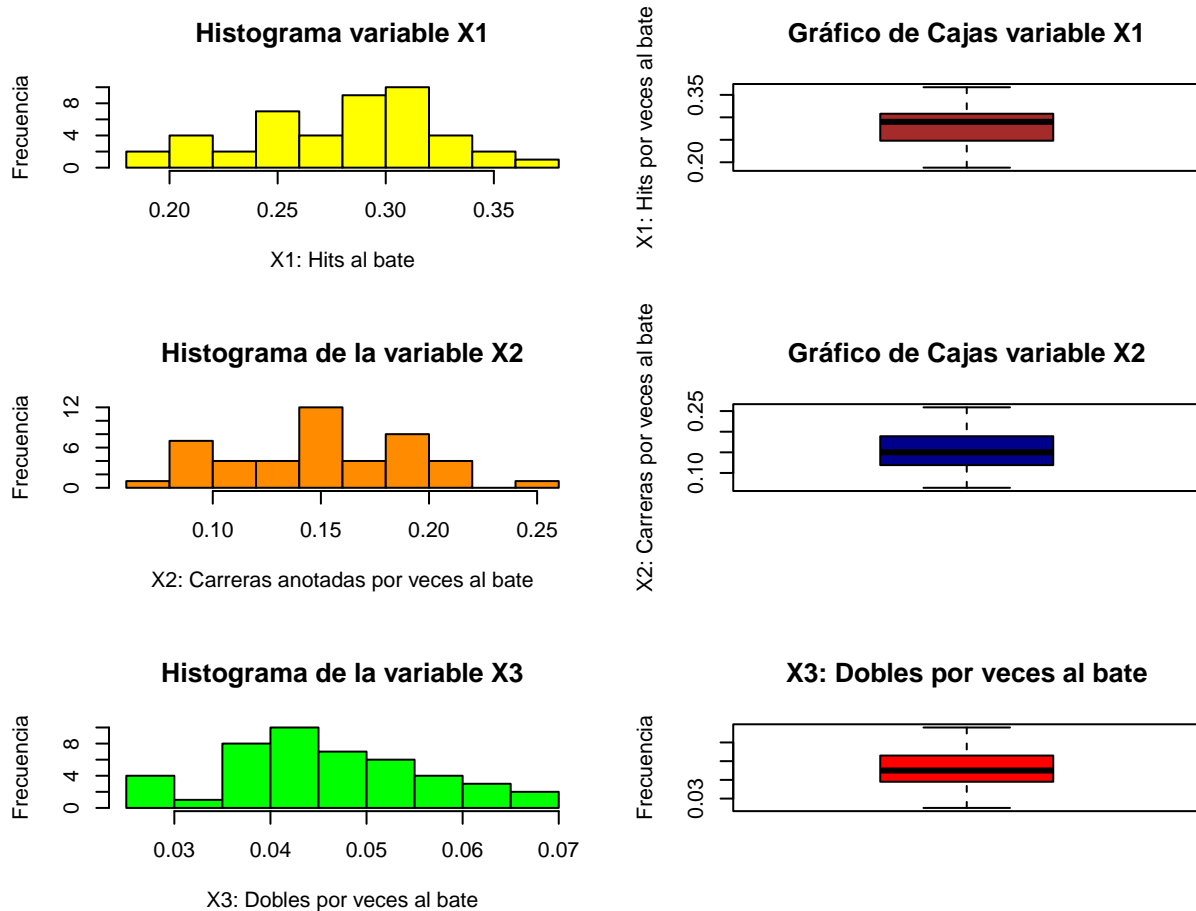 Histograma variable X1
Frecuencia
0 4 8
0.20 0.25 0.30 0.35
X1: Hits al bate
Gráfico de Cajas variable X1
X1: Hits por veces al bate
0.20 0.35
Histograma de la variable X2
Frecuencia
0 6 12
0.10 0.15 0.20 0.25
X2: Carreras anotadas por veces al bate
Gráfico de Cajas variable X2
X2: Carreras por veces al bate
0.10 0.25
Histograma de la variable X3
Frecuencia
0 4 8
0.03 0.04 0.05 0.06 0.07
X3: Dobles por veces al bate
X3: Dobles por veces al bate
Frecuencia
0.03